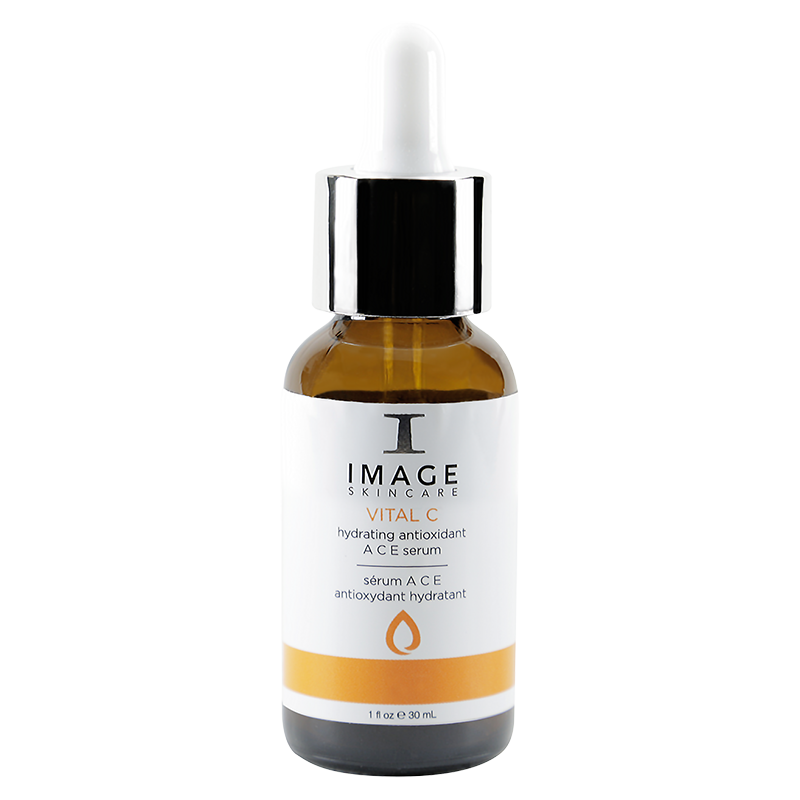 I
IMAGE
SKINCARE
VITAL C
hydrating antioxidant
A C E serum
sérum A C E
antioxydant hydratant
1 fl oz ℮ 30 mL